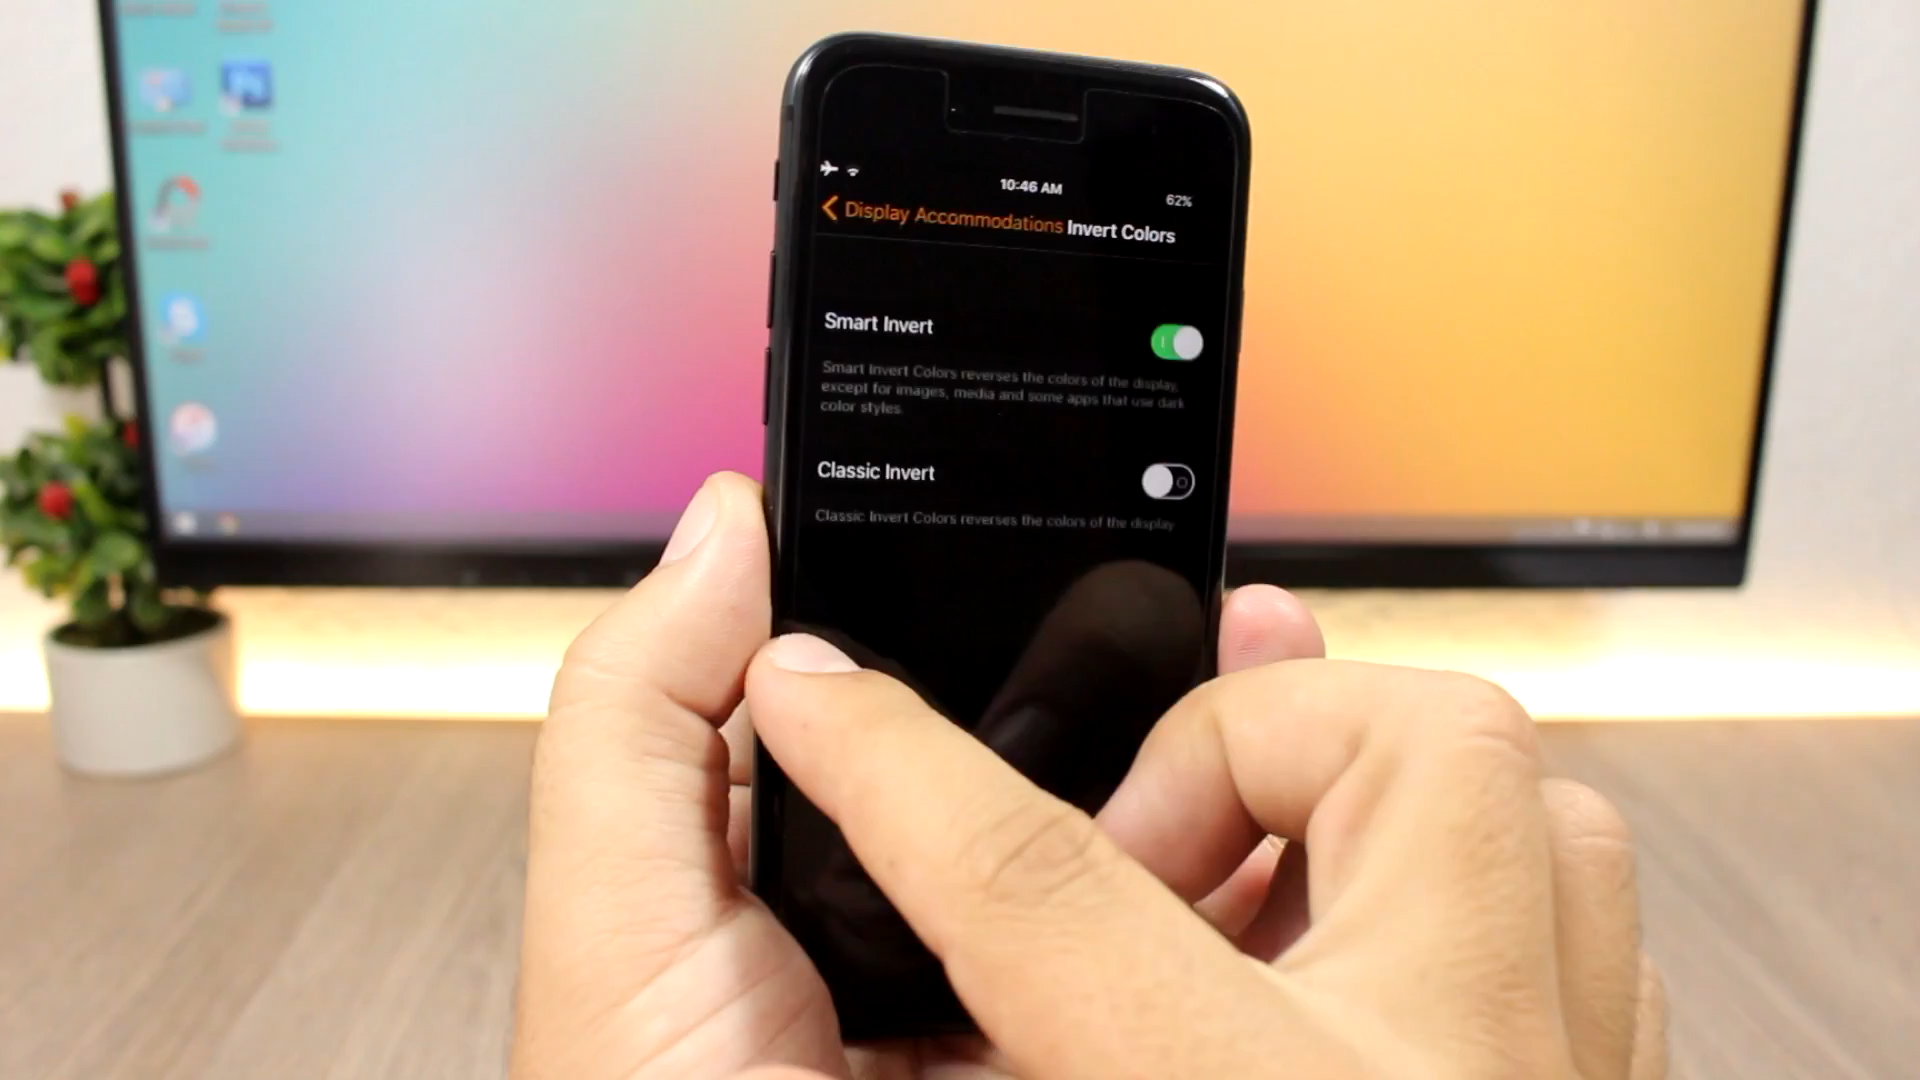 10:46 AM
62%
Display Accommodations Invert Colors
Smart Invert
Smart Invert Colors reverses the colors of the display,
except for images, media and some apps that use dark
color styles.
Classic Invert
Classic Invert Colors reverses the colors of the display